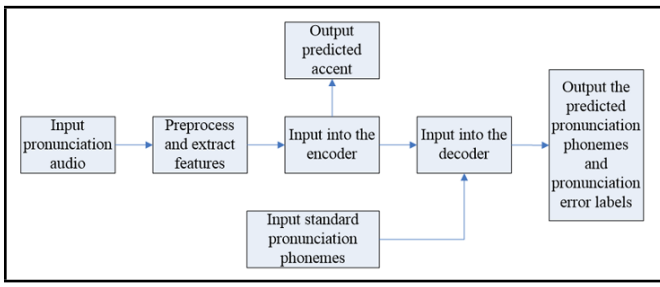 Output
predicted
accent
Input
pronunciation
audio
Preprocess
and extract
features
Input into the
encoder
Input into the
decoder
Output the
predicted
pronunciation
phonemes
and
pronunciation
error labels
Input standard
pronunciation
phonemes